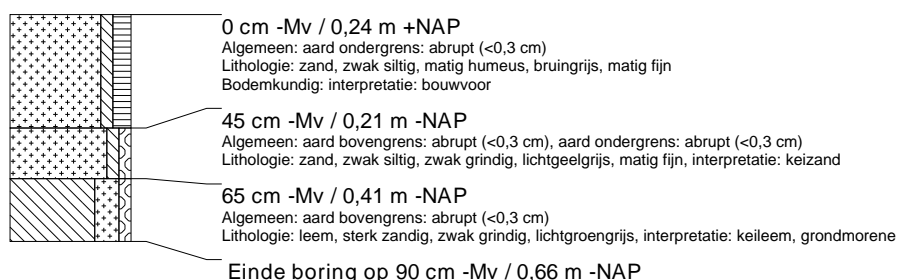 0 cm -Mv / 0,24 m +NAP
Algemeen: aard ondergrens: abrupt (<0,3 cm)
Lithologie: zand, zwak siltig, matig humeus, bruingrijs, matig fijn
Bodemkundig: interpretatie: bouwvoor
45 cm -Mv / 0,21 m -NAP
Algemeen: aard bovengrens: abrupt (<0,3 cm), aard ondergrens: abrupt (<0,3 cm)
Lithologie: zand, zwak siltig, zwak grindig, lichtgeelgrijs, matig fijn, interpretatie: keizand
65 cm -Mv / 0,41 m -NAP
Algemeen: aard bovengrens: abrupt (<0,3 cm)
Lithologie: leem, sterk zandig, zwak grindig, lichtgroengrijs, interpretatie: keileem, grondmorene
Einde boring op 90 cm -Mv / 0,66 m -NAP